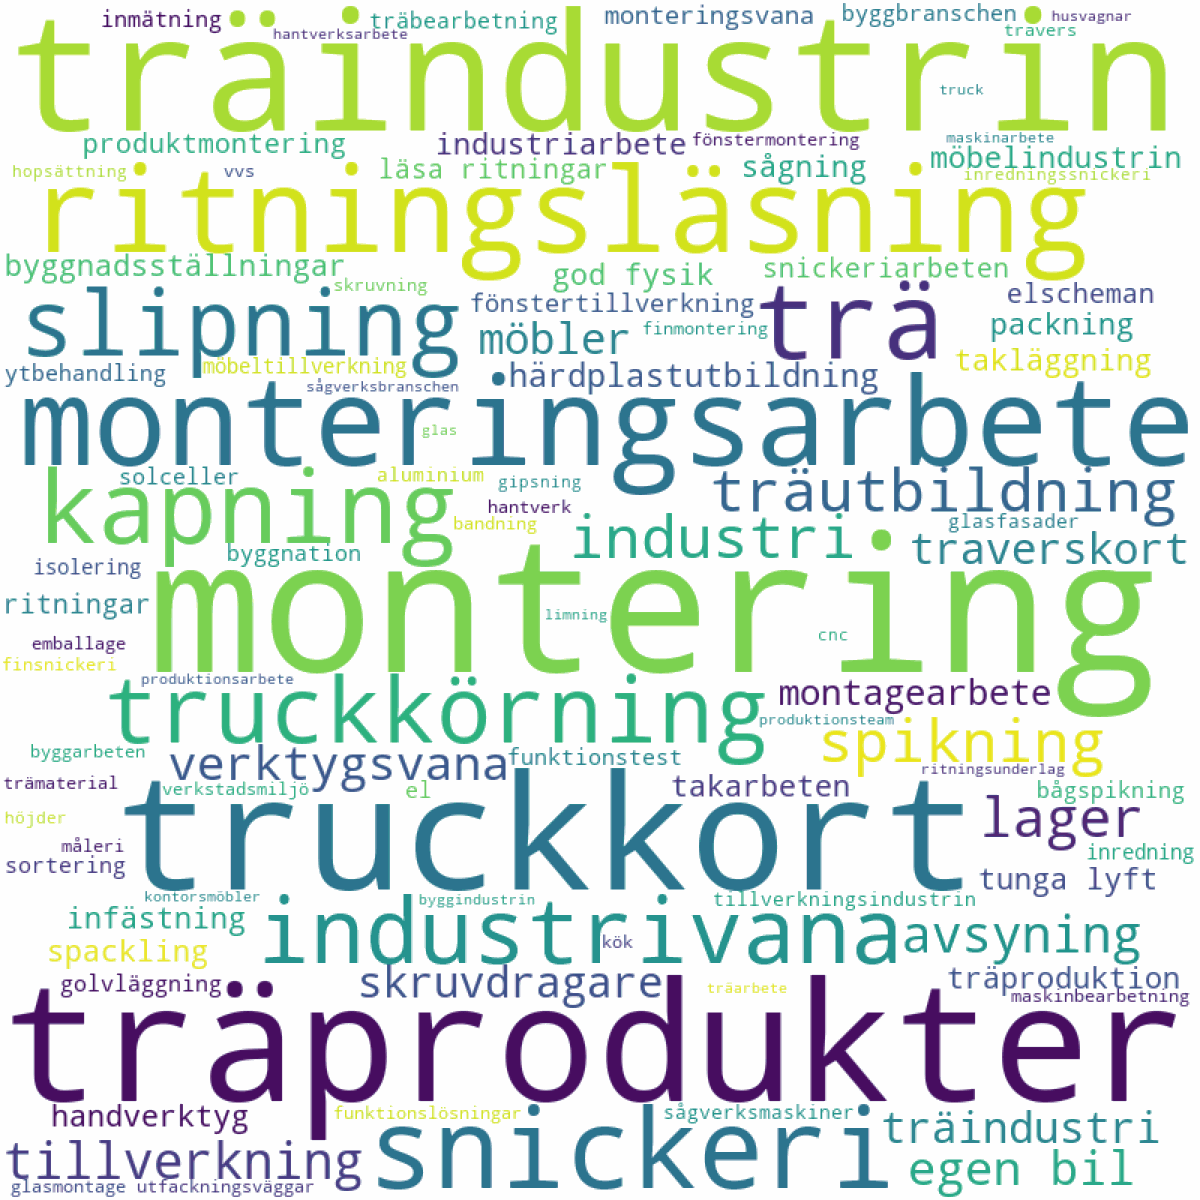 inmätning
träbearbetning
monteringsvana
byggbranschen
husvagnar
hantverksarbete
travers
träindustrin
truck
produktmontering
industriarbete
fönstermontering
maskinarbete
sågning
möbelindustrin
hopsättning
vvs
läsa ritningar
inredningssnickeri
ritningsläsning
byggnadsställningar
skruvning
god fysik
snickeriarbeten
slipning
fönstertillverkning
trä
elscheman
möbler
finmontering
packning
ytbehandling
möbeltillverkning
takläggning
sågverksbranschen
härdplastutbildning
monteringsarbete
glas
solceller
aluminium
gipsning
träutbildning
kapning
hantverk
bandning
industri
glasfasader
byggnation
traverskort
isolering
montering
ritningar
limning
cnc
emballage
finsnickeri
produktionsarbete
truckkörning
montagearbete
produktionsteam
spikning
byggarbeten
verktygsvana
funktionstest
ritningsunderlag
trämaterial
verkstadsmiljö
el
takarbeten
bågspikning
höjder
truckkort
lager
måleri
sortering
inredning
tunga lyft
kontorsmöbler
byggindustrin
tillverkningsindustrin
infästning
industrivana
avsyning
spackling
kök
golvläggning
skruvdragare
träarbete
träproduktion
maskinbearbetning
träprodukter
handverktyg
funktionslösningar
sågverksmaskiner
snickeri
träindustri
tillverkning
egen bil
glasmontage
utfackningsväggar